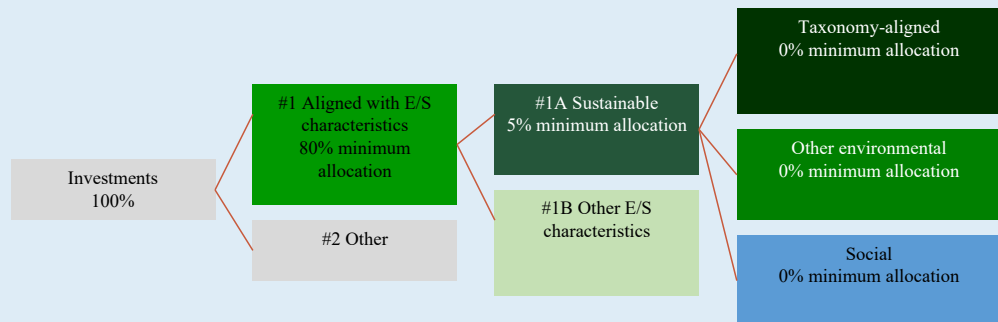 Investments
100%
#1 Aligned with E/S
characteristics
80% minimum
allocation
#2 Other
#1A Sustainable
5% minimum allocation
#1B Other E/S
characteristics
Taxonomy-aligned
0% minimum allocation
Other environmental
0% minimum allocation
Social
0% minimum allocation